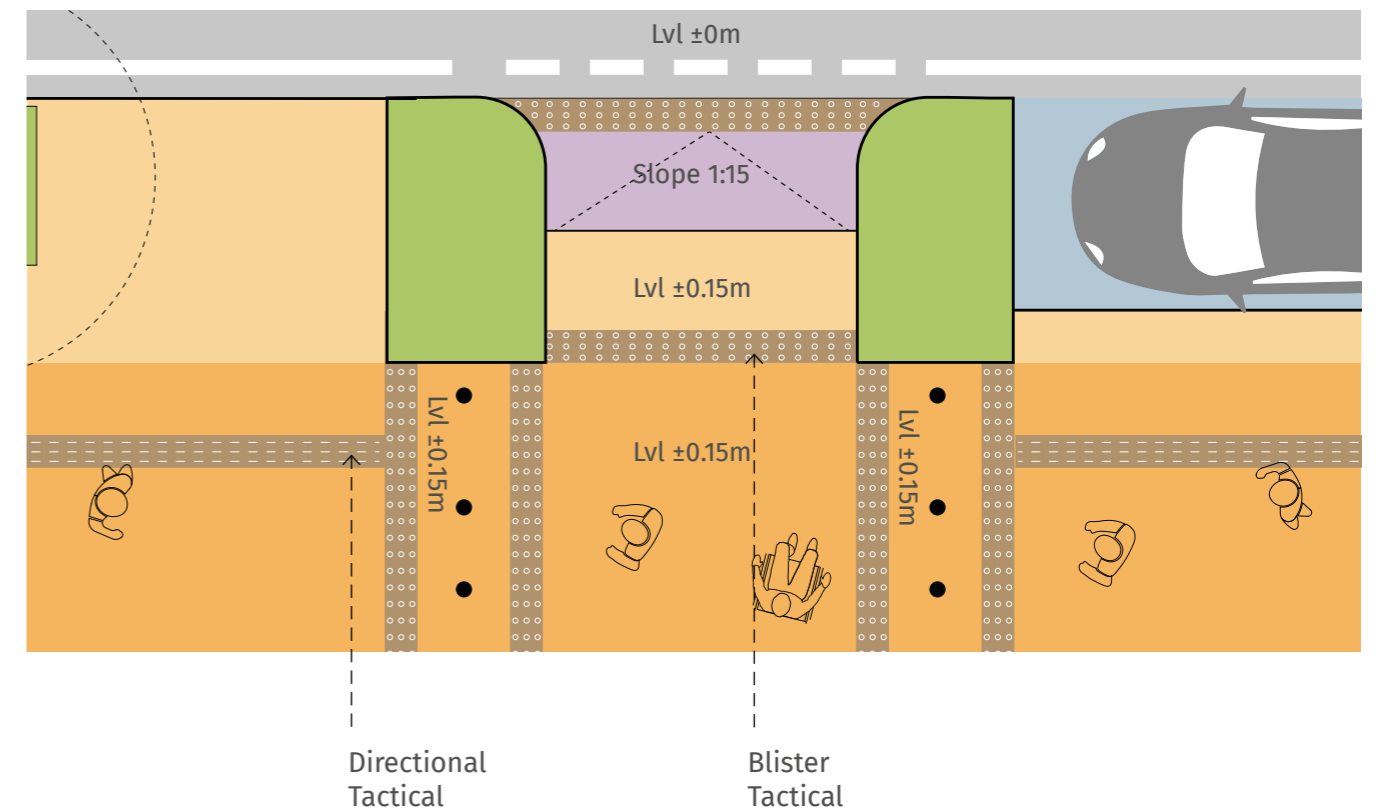 Lvl ±0m
Slope 1:15
Lvl ±0.15m
Lvl ±0.15m
Lvl ±0.15m
Lvl ±0.15m
Directional
Tactical
Blister
Tactical